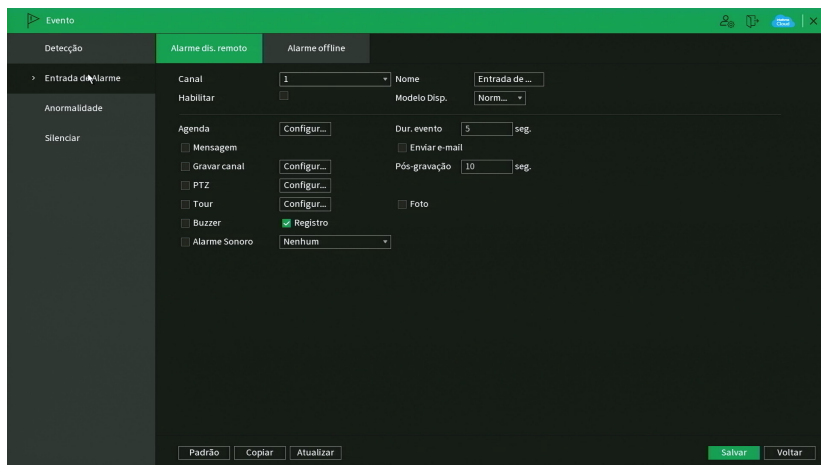 Evento
Detecção
Entrada de Alarme
Anormalidade
Silenciar
Alarme dis. remoto Alarme offline
Canal 1 Nome Entrada de ...
Habilitar Modelo Disp. Norm...
Agenda Configur... Dur. evento 5 seg.
Mensagem Enviar e-mail
Gravar canal Configur... Pós-gravação 10 seg.
PTZ Configur...
Tour Configur... Foto
Buzzer Registro
Alarme Sonoro Nenhum
Padrão Copiar Atualizar Salvar Voltar